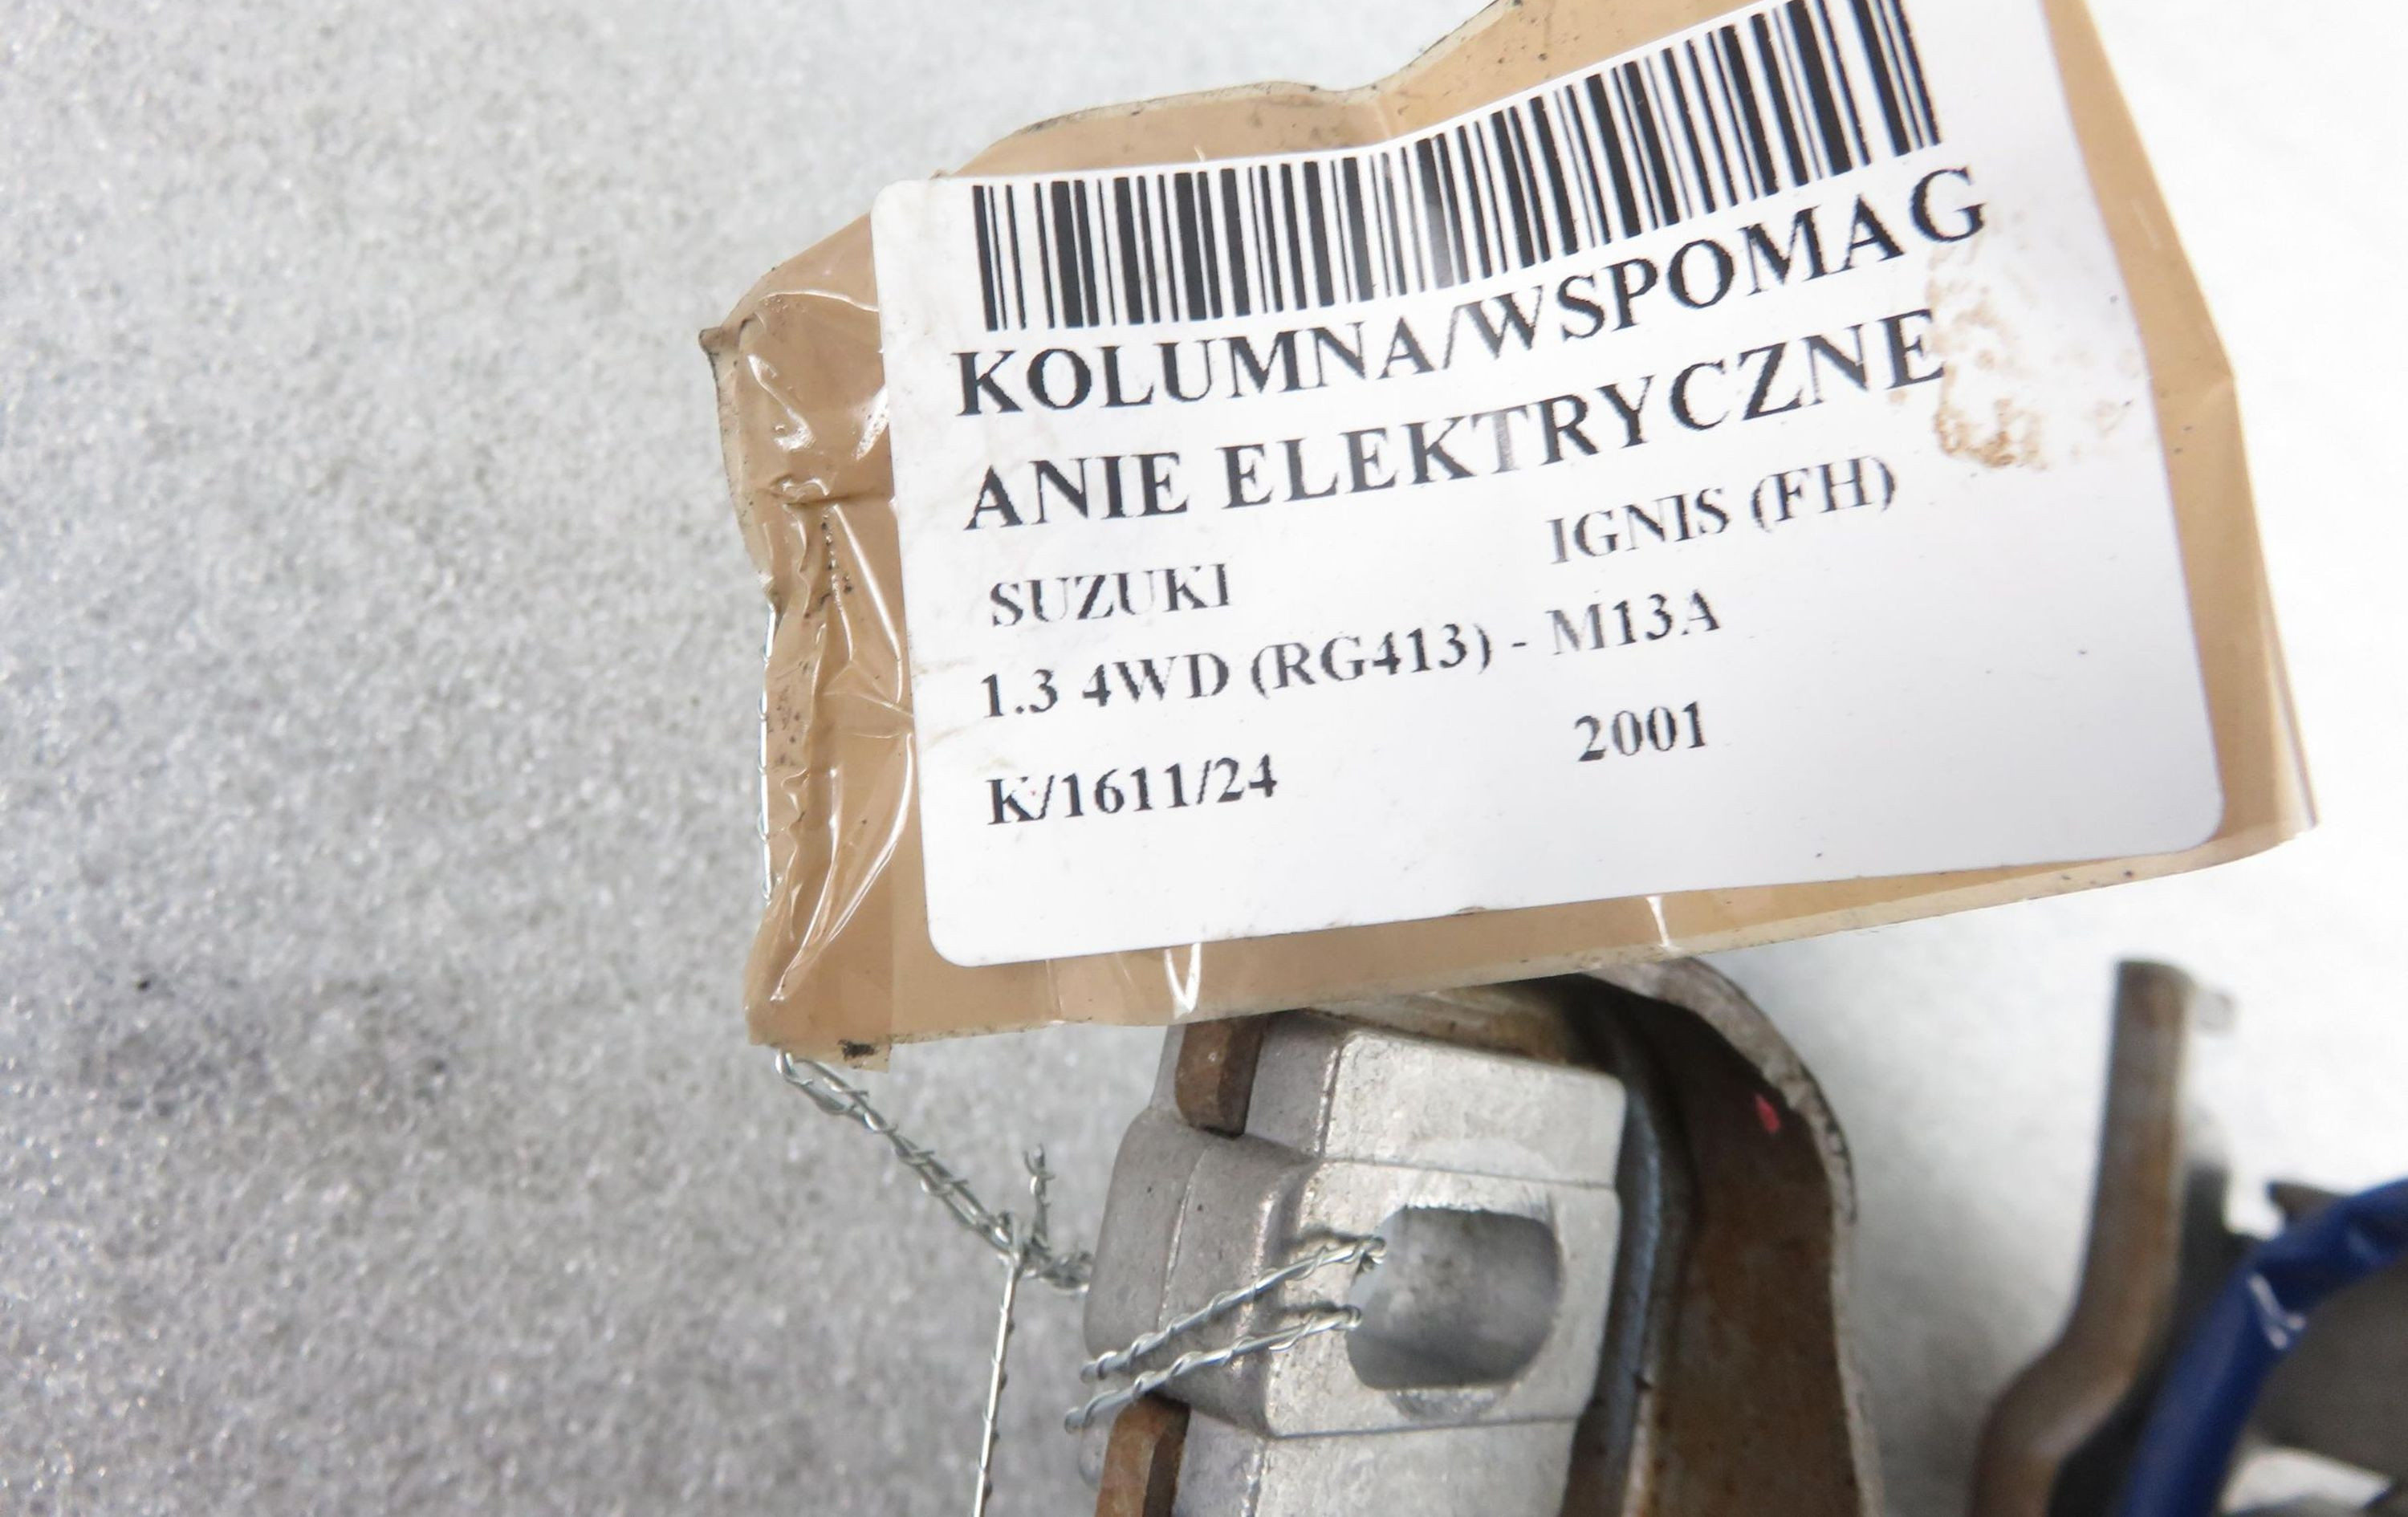 KOLUMNA/WSPOMAG
ANIE ELEKTRYCZNE
SUZUKI IGNIS (FH)
1.3 4WD (RG413) - M13A
K/1611/24 2001